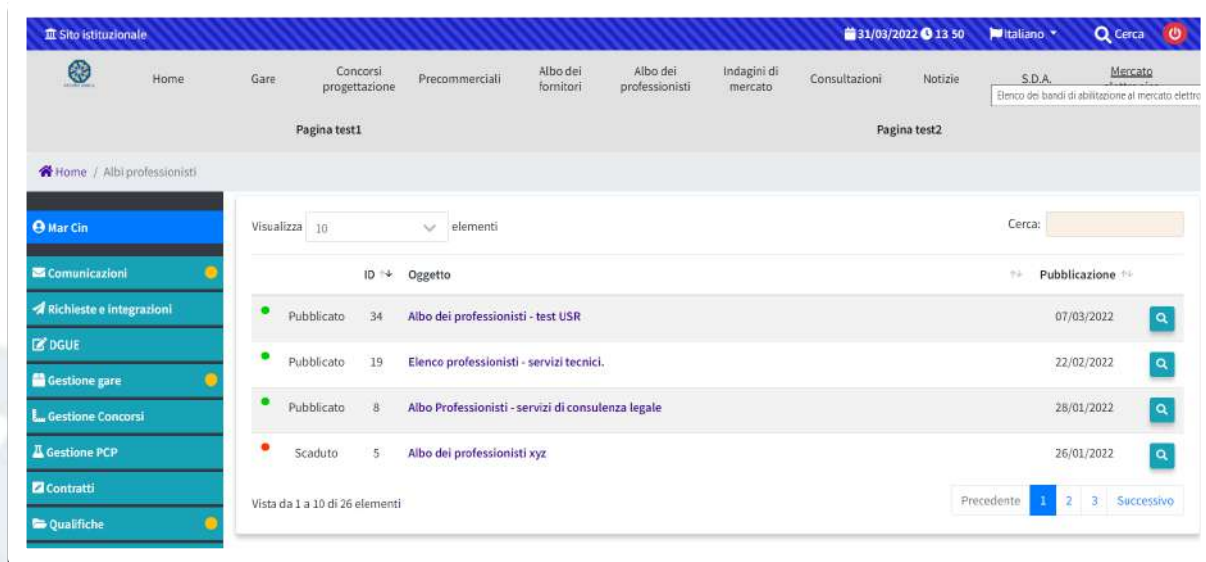 Sito istituzionale 31/03/2022 13 50 Italiano Cerca
Home Gare Concorsi progettazione Precommerciali Albo dei fornitori Albo dei professionisti Indagini di mercato Consultazioni Notizie S.D.A. Mercato
Elenco dei bandi di abilitazione al mercato elettro
Pagina test1 Pagina test2
Home / Albi professionisti
Mar Cin
Comunicazioni
Richieste e integrazioni
DGUE
Gestione gare
Gestione Concorsi
Gestione PCP
Contratti
Qualifiche
Visualizza 10 elementi Cerca:
ID Oggetto Pubblicazione
Pubblicato 34 Albo dei professionisti - test USR 07/03/2022
Pubblicato 19 Elenco professionisti - servizi tecnici. 22/02/2022
Pubblicato 8 Albo Professionisti - servizi di consulenza legale 28/01/2022
Scaduto 5 Albo dei professionisti xyz 26/01/2022
Vista da 1 a 10 di 26 elementi Precedente 1 2 3 Successivo